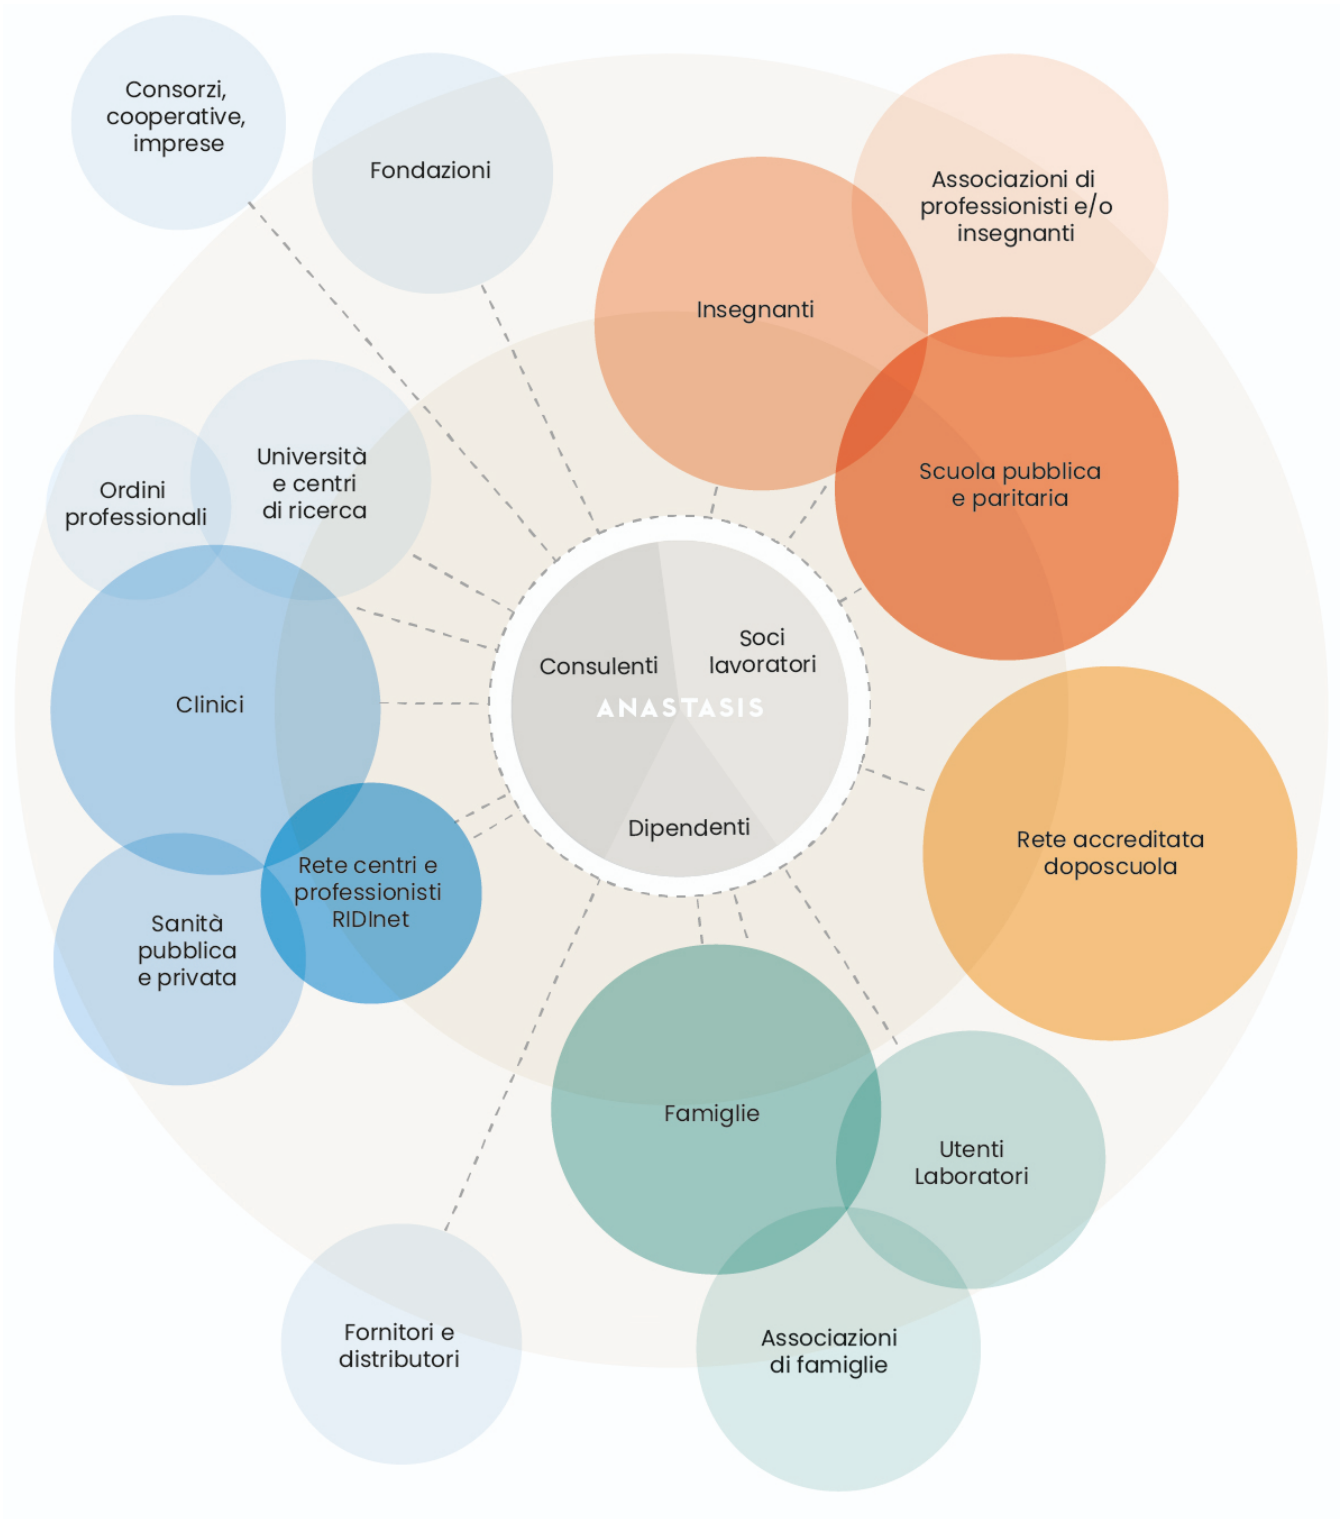 Consorzi,
cooperative,
imprese
Fondazioni
Associazioni di
professionisti e/o
insegnanti
Insegnanti
Scuola pubblica
e paritaria
Università
e centri
di ricerca
Ordini
professionali
Soci
lavoratori
Consulenti
ANASTASIS
Dipendenti
Clinici
Rete accreditata
doposcuola
Rete centri e
professionisti
RIDInet
Sanità
pubblica
e privata
Famiglie
Utenti
Laboratori
Fornitori e
distributori
Associazioni
di famiglie